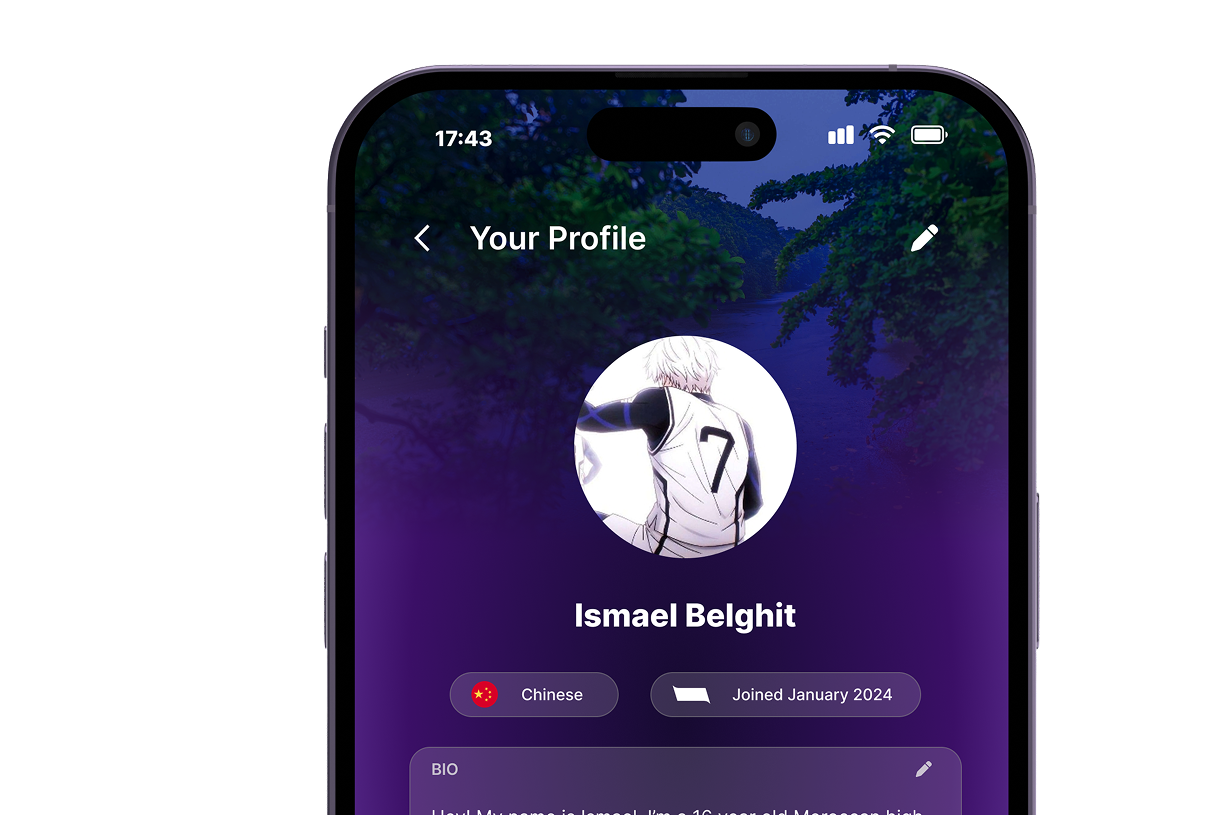 17:43
Your Profile
7
Ismael Belghit
Chinese
Joined January 2024
BIO
Hey! My name is Ismael, I'm a 16 year old Moroccan high